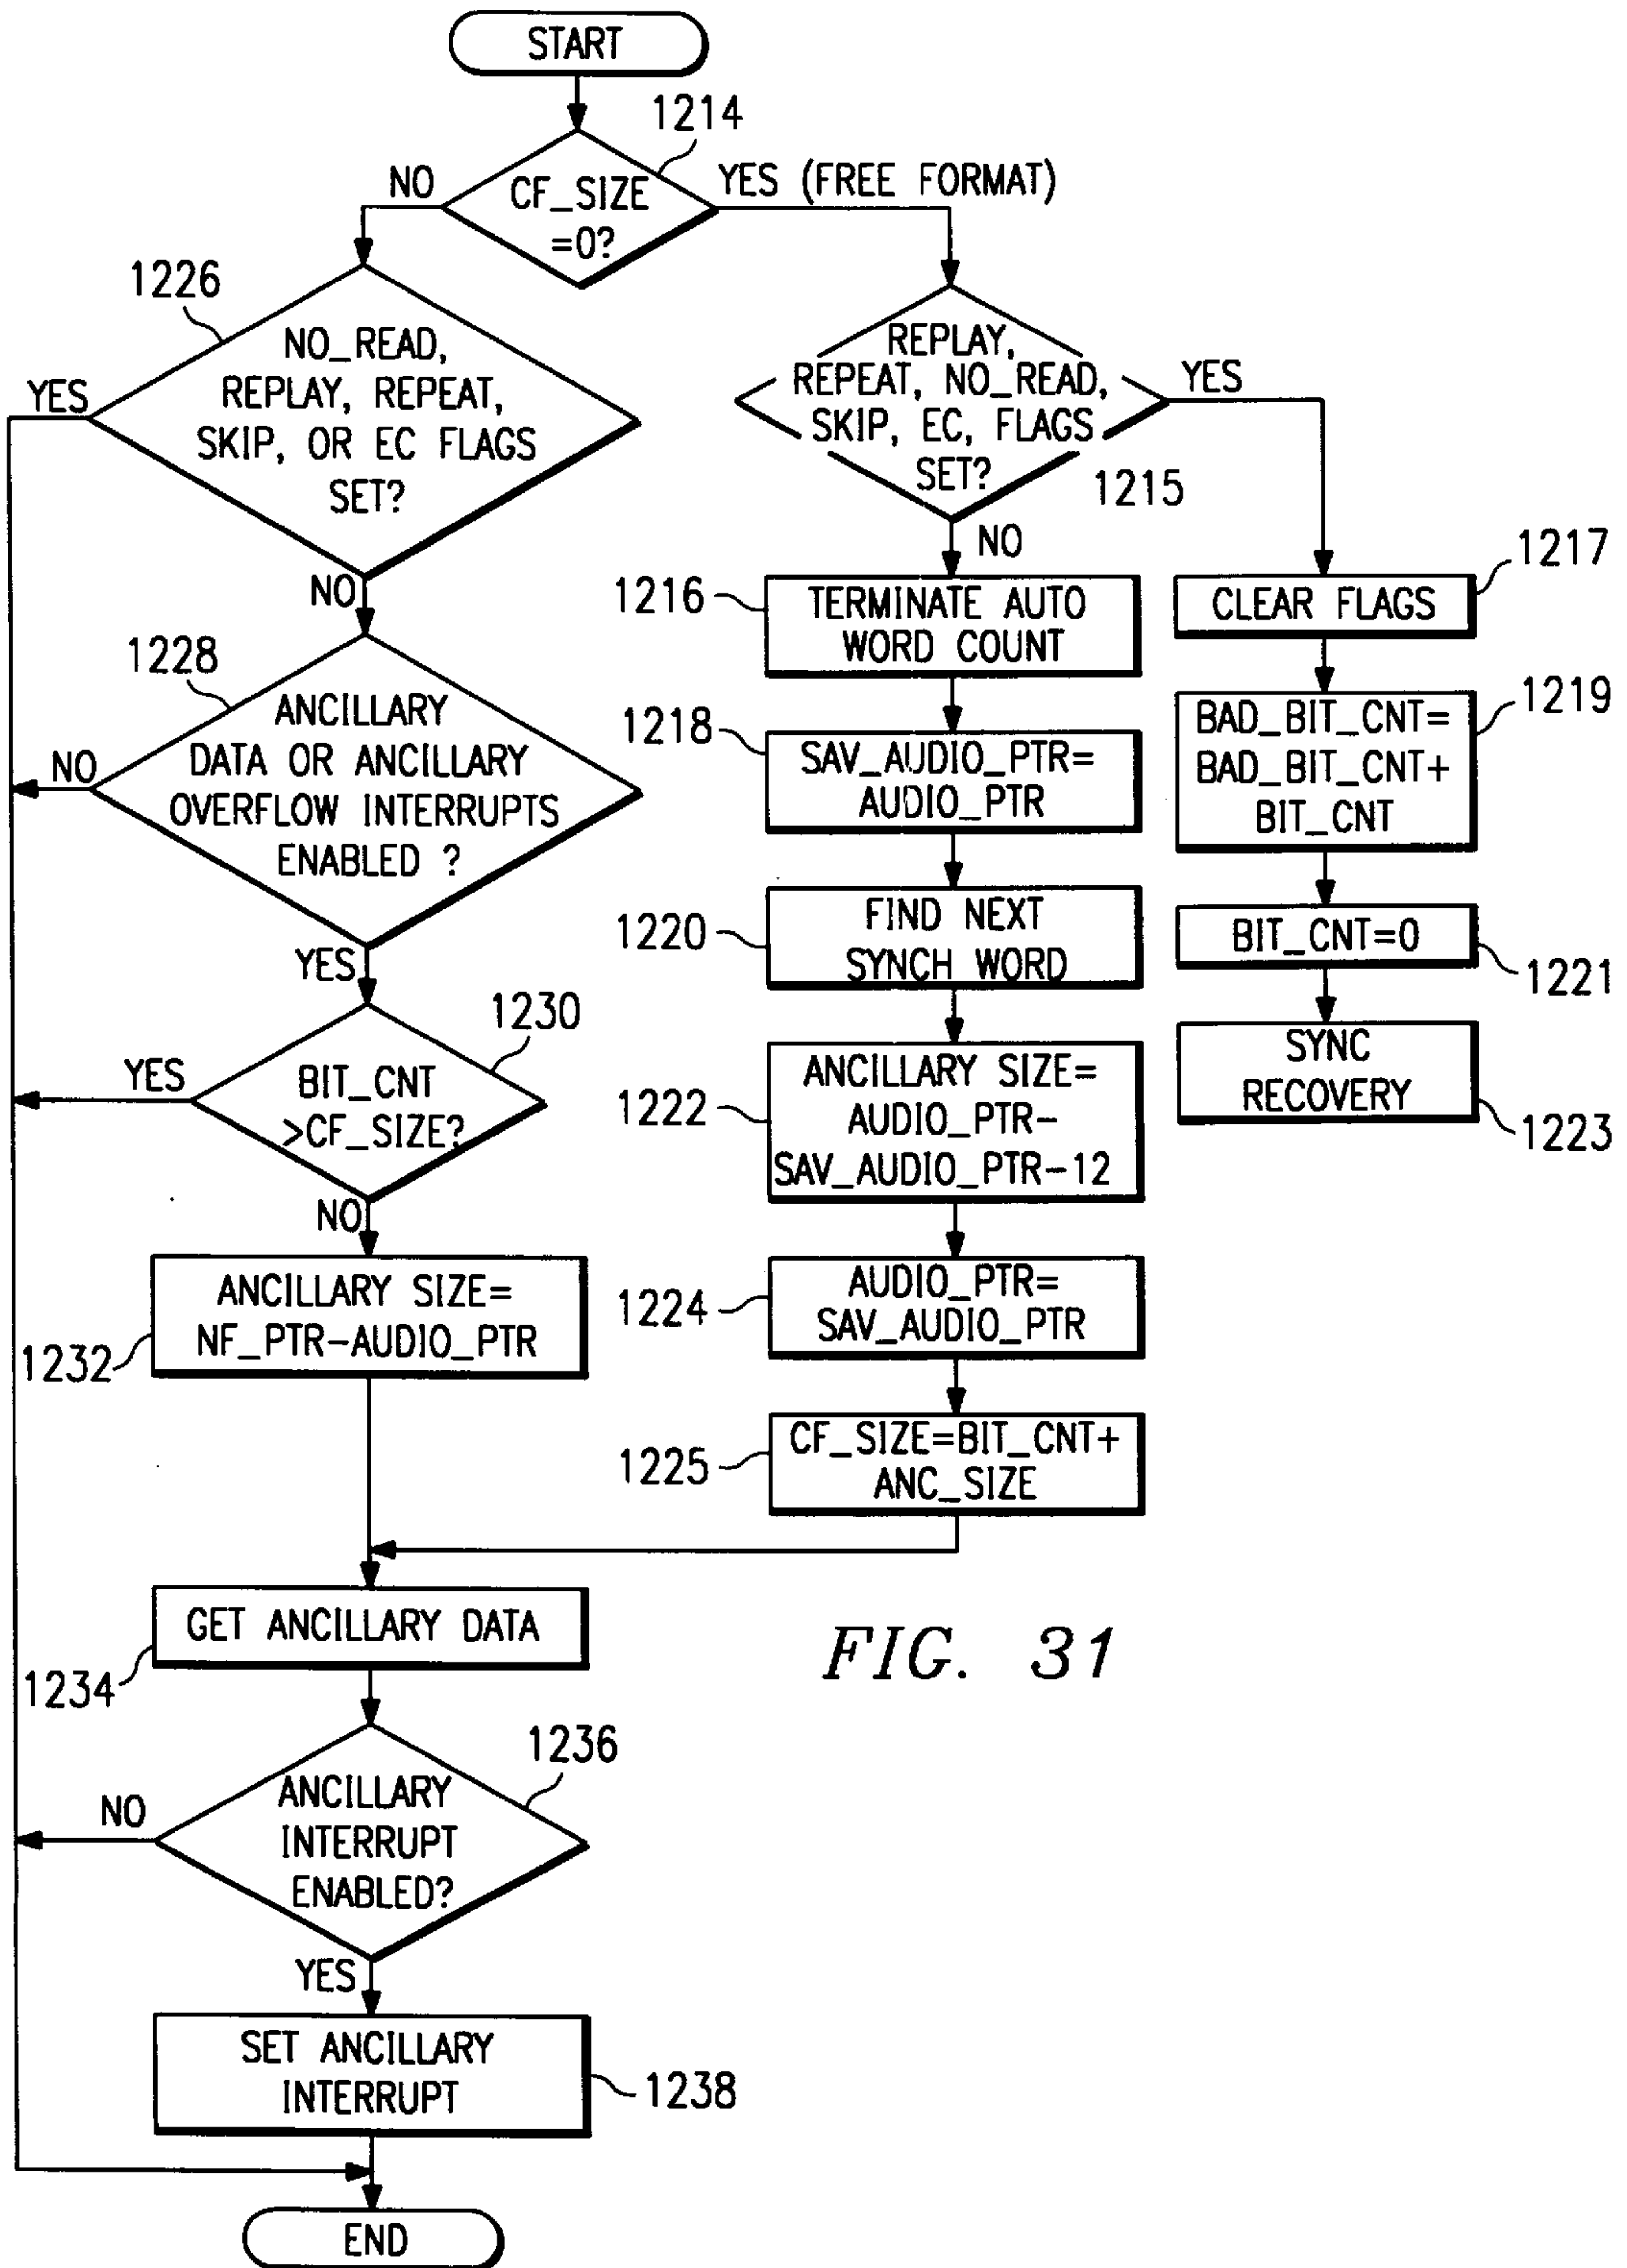 START
1214
NO
YES (FREE FORMAT)
CF_SIZE
=0?
1226
NO_READ,
REPLAY, REPEAT,
SKIP, OR EC FLAGS
SET?
YES
REPLAY,
REPEAT, NO_READ,
SKIP, EC, FLAGS
SET?
YES
1215
NO
NO
1216
TERMINATE AUTO
WORD COUNT
1217
CLEAR FLAGS
1228
ANCILLARY
DATA OR ANCILLARY
OVERFLOW INTERRUPTS
ENABLED ?
NO
YES
1218
SAV_AUDIO_PTR=
AUDIO_PTR
1219
BAD_BIT_CNT=
BAD_BIT_CNT+
BIT_CNT
1220
FIND NEXT
SYNCH WORD
BIT_CNT=0
1221
1230
YES
BIT_CNT
>CF_SIZE?
NO
1222
ANCILLARY SIZE=
AUDIO_PTR-
SAV_AUDIO_PTR-12
SYNC
RECOVERY
1223
ANCILLARY SIZE=
NF_PTR-AUDIO_PTR
1232
1224
AUDIO_PTR=
SAV_AUDIO_PTR
1225
CF_SIZE=BIT_CNT+
ANC_SIZE
GET ANCILLARY DATA
1234
FIG. 31
1236
NO
ANCILLARY
INTERRUPT
ENABLED?
YES
SET ANCILLARY
INTERRUPT
1238
END